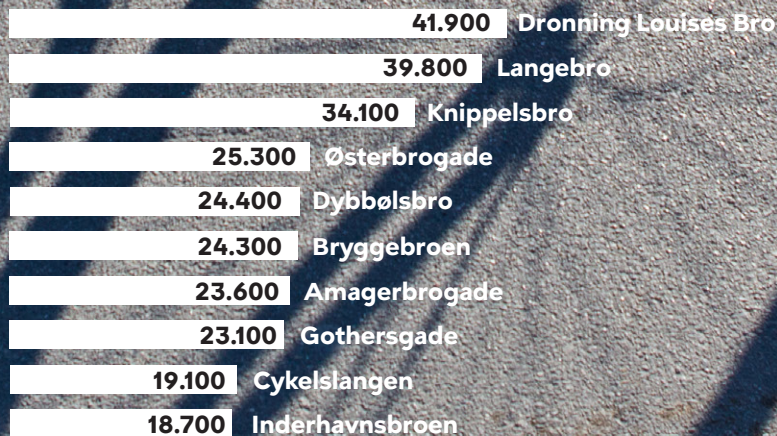 41.900 Dronning Louises Bro
39.800 Langebro
34.100 Knippelsbro
25.300 Østerbrogade
24.400 Dybbølsbro
24.300 Bryggebroen
23.600 Amagerbrogade
23.100 Gothersgade
19.100 Cykelslangen
18.700 Inderhavnsbroen